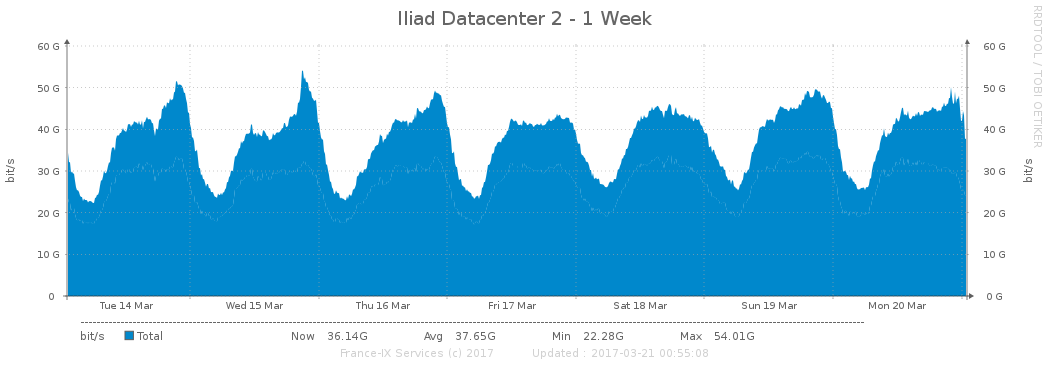 Iliad Datacenter 2 - 1 Week
RRDTOOL / TOBI OETIKER
60 G 60 G
50 G 50 G
40 G 40 G
30 G 30 G
20 G 20 G
10 G 10 G
0 0 G
bit/s bit/s
Tue 14 Mar Wed 15 Mar Thu 16 Mar Fri 17 Mar Sat 18 Mar Sun 19 Mar Mon 20 Mar
bit/s Total Now 36.14G Avg 37.65G Min 22.28G Max 54.01G
France-IX Services (c) 2017 Updated : 2017-03-21 00:55:08